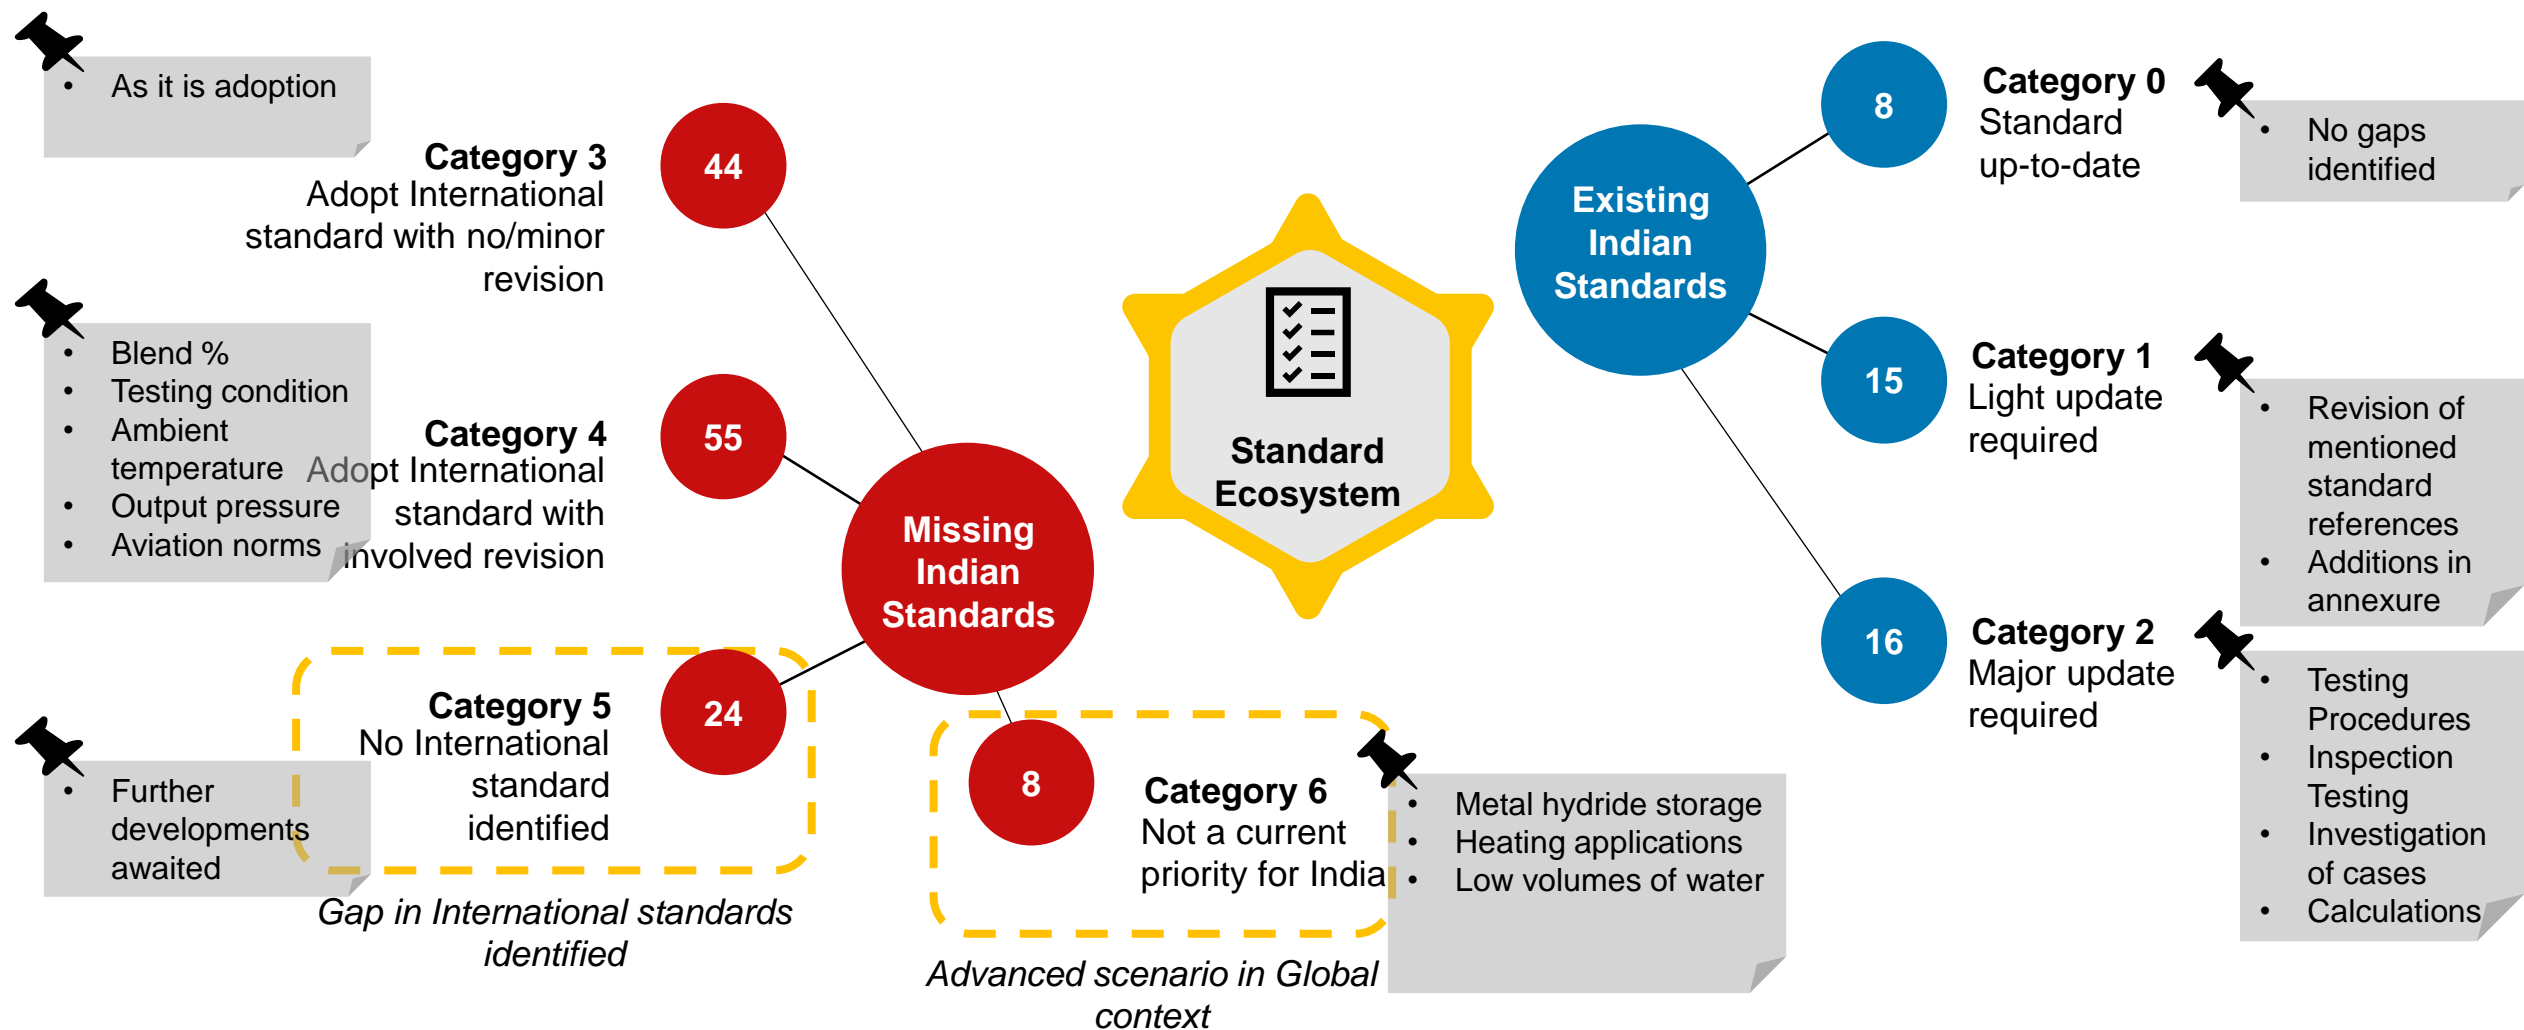 • As it is adoption
Category 3
Adopt International
standard with no/minor
revision
44
• Blend %
• Testing condition
• Ambient
temperature
• Output pressure
• Aviation norms
Category 4
Adopt International
standard with
involved revision
55
Missing
Indian
Standards
• Further
developments
awaited
Category 5
No International
standard
identified
24
Gap in International standards
identified
8
Category 6
Not a current
priority for India
• Metal hydride storage
• Heating applications
• Low volumes of water
Advanced scenario in Global
context
Standard
Ecosystem
Existing
Indian
Standards
8
Category 0
Standard
up-to-date
• No gaps
identified
15
Category 1
Light update
required
• Revision of
mentioned
standard
references
• Additions in
annexure
16
Category 2
Major update
required
• Testing
Procedures
• Inspection
Testing
• Investigation
of cases
• Calculations